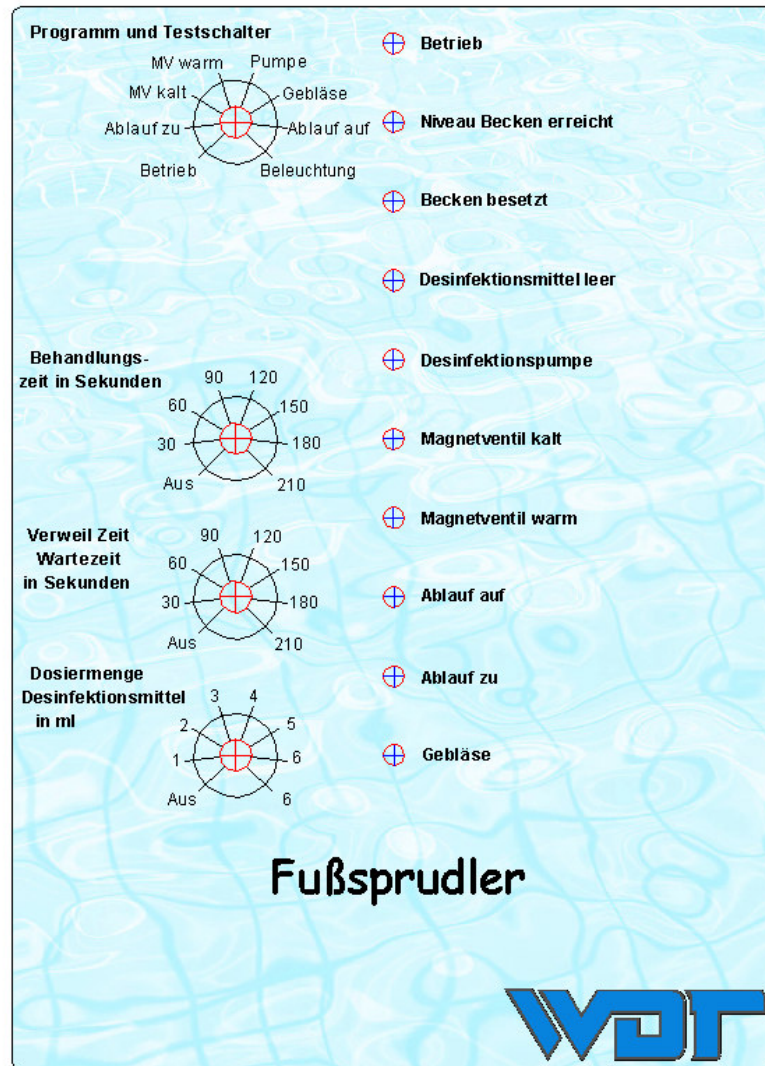 Programm und Testschalter
MV warm
Pumpe
MV kalt
Gebläse
Ablauf zu
Ablauf auf
Betrieb
Beleuchtung
Behandlungs-
zeit in Sekunden
90
120
60
150
30
180
Aus
210
Verweil Zeit
Wartezeit
in Sekunden
90
120
60
150
30
180
Aus
210
Dosiermenge
Desinfektionsmittel
in ml
3
4
2
5
1
6
Aus
6
Betrieb
Niveau Becken erreicht
Becken besetzt
Desinfektionsmittel leer
Desinfektionspumpe
Magnetventil kalt
Magnetventil warm
Ablauf auf
Ablauf zu
Gebläse
Fußsprudler
WDT